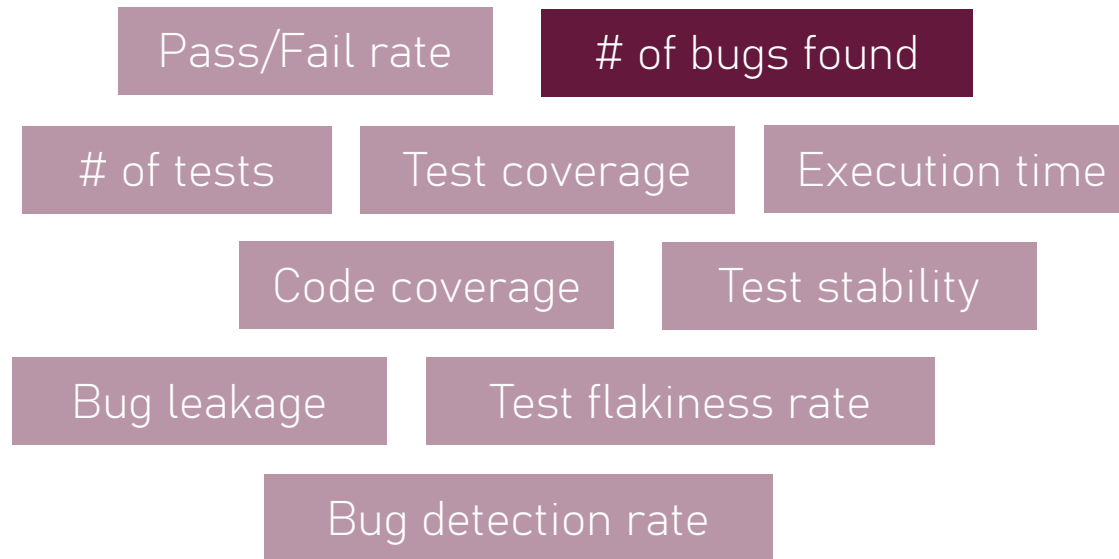 Pass/Fail rate
# of bugs found
# of tests
Test coverage
Execution time
Code coverage
Test stability
Bug leakage
Test flakiness rate
Bug detection rate